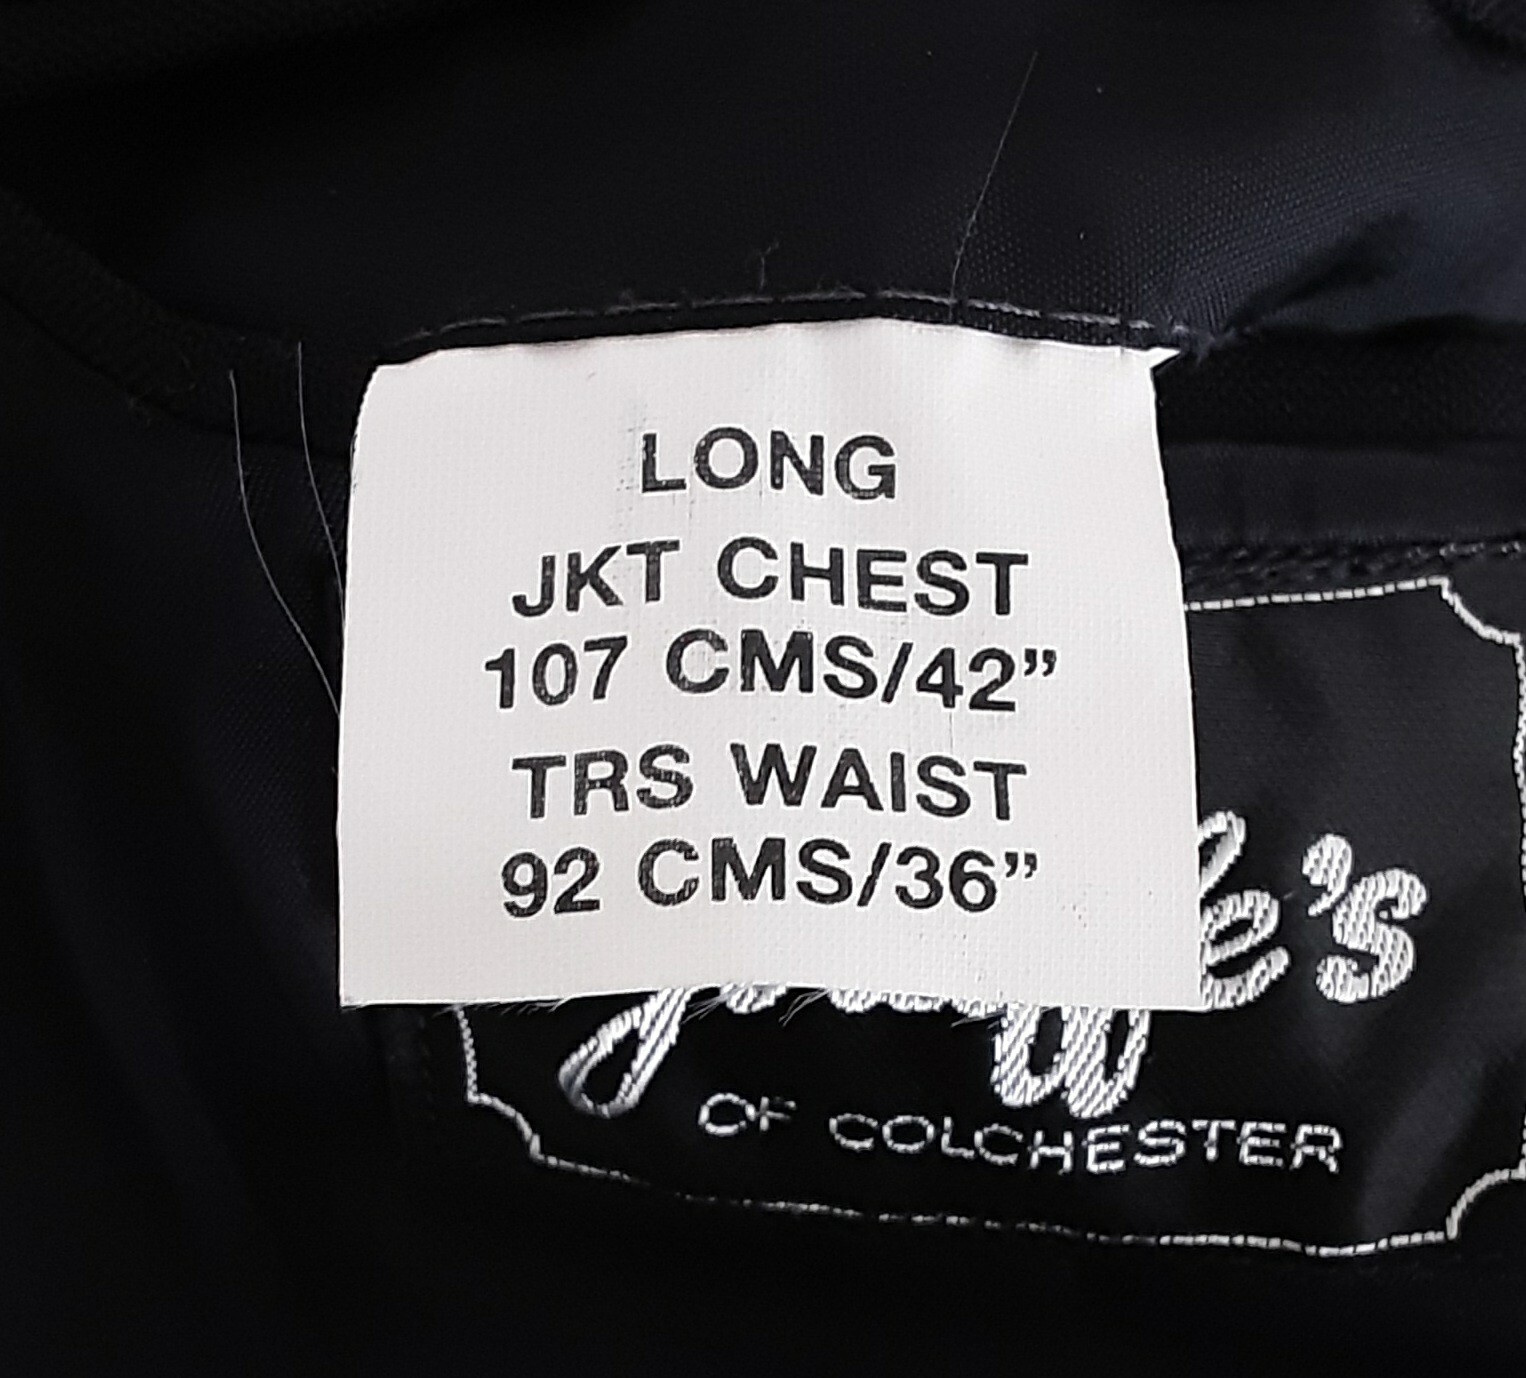 LONG
JKT CHEST
107 CMS/42”
TRS WAIST
92 CMS/36”
OF COLCHESTER